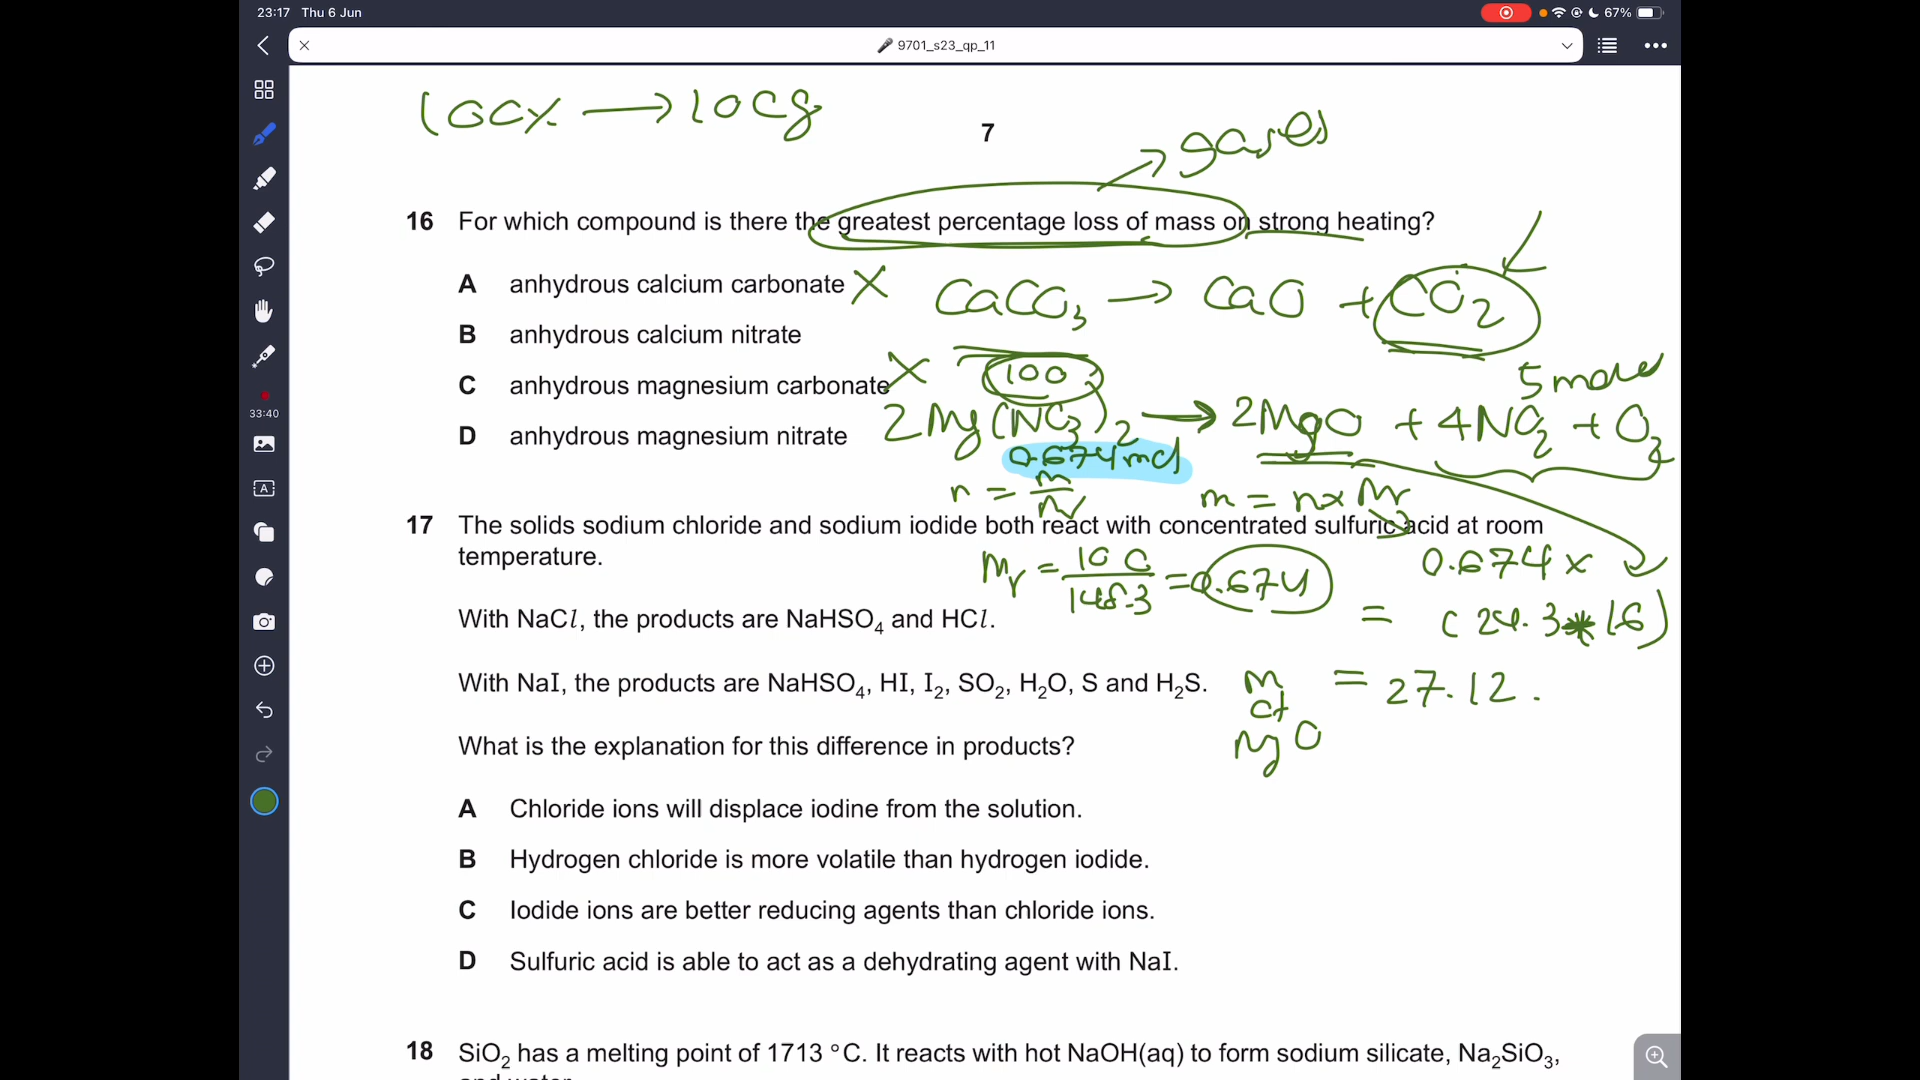 23:17 Thu 6 Jun
67%
9701_s23_qp_11
100% → 100g
7
gases
16 For which compound is there the greatest percentage loss of mass on strong heating?
A anhydrous calcium carbonate X CaCO3 → CaO + CO2
B anhydrous calcium nitrate
5 moles
C anhydrous magnesium carbonate X 100
2Mg(NO3)2 → 2MgO + 4NO2 + O2
D anhydrous magnesium nitrate
0.674 mol
33:40
n = m/Mr m = n x Mr
17 The solids sodium chloride and sodium iodide both react with concentrated sulfuric acid at room
temperature.
Mr = 100/148.3 = 0.674
0.674 x
= (24.3 * 16)
With NaCl, the products are NaHSO4 and HCl.
With NaI, the products are NaHSO4, HI, I2, SO2, H2O, S and H2S.
m of MgO = 27.12.
What is the explanation for this difference in products?
A Chloride ions will displace iodine from the solution.
B Hydrogen chloride is more volatile than hydrogen iodide.
C Iodide ions are better reducing agents than chloride ions.
D Sulfuric acid is able to act as a dehydrating agent with NaI.
18 SiO2 has a melting point of 1713 °C. It reacts with hot NaOH(aq) to form sodium silicate, Na2SiO3,